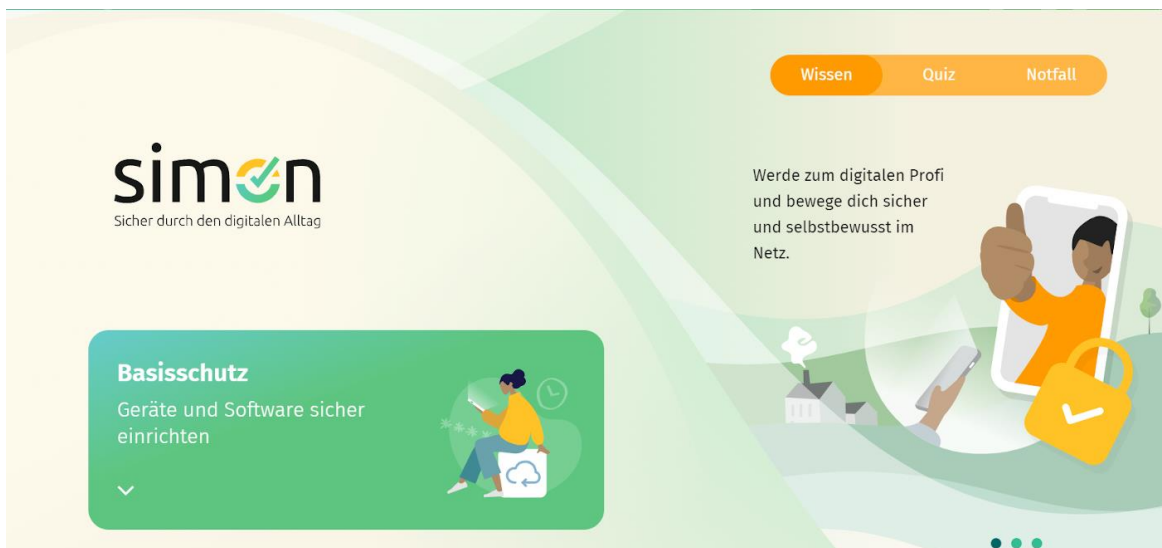 Wissen Quiz Notfall
simon
Sicher durch den digitalen Alltag
Werde zum digitalen Profi
und bewege dich sicher
und selbstbewusst im
Netz.
Basisschutz
Geräte und Software sicher
einrichten